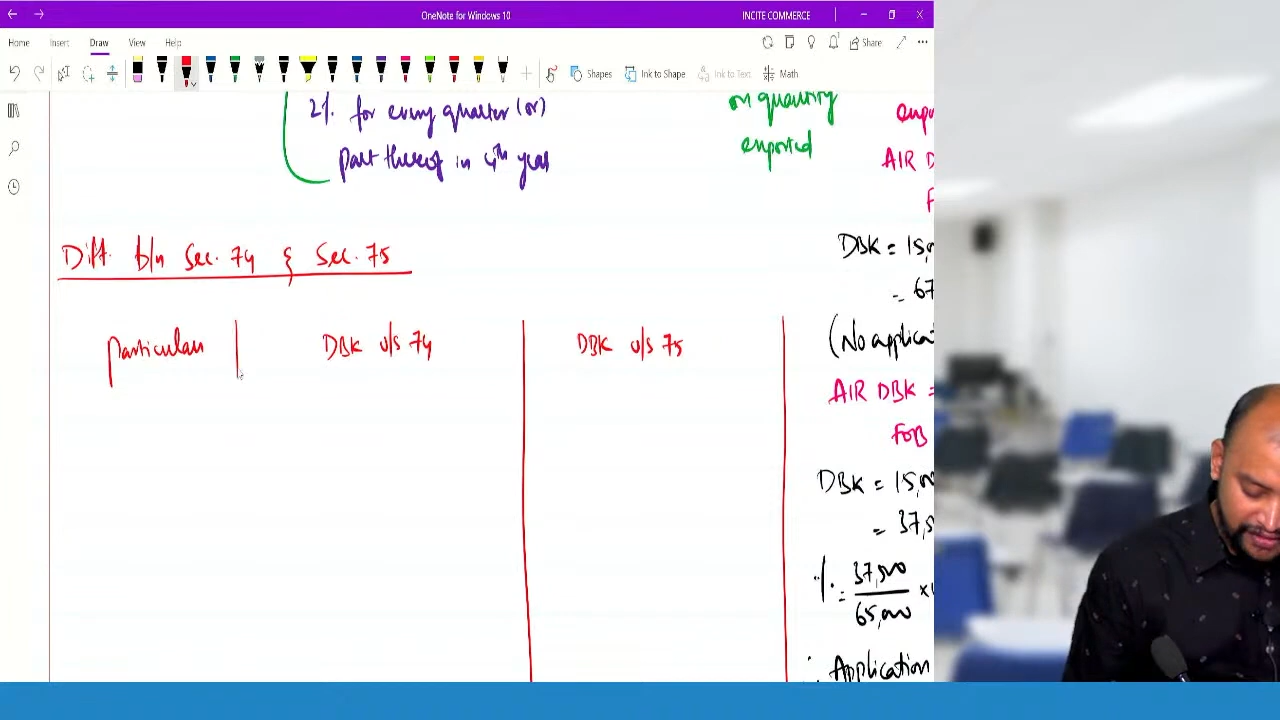 OneNote for Windows 10
INCITE COMMERCE
Home Insert Draw View Help
Share
Shapes
Ink to Shape
Ink to Text
Math
2% for every quarter (or)
part thereof in 4th year
on quantity
exported
AIR D
DBK = 15,
= 67
(No applica
AIR DBK =
FOB
DBK = 15,00
= 37,5
% = 37,500
65,000
∴ Application
Diff. b/n Sec. 74 & Sec. 75
Particulars
DBK u/s 74
DBK u/s 75